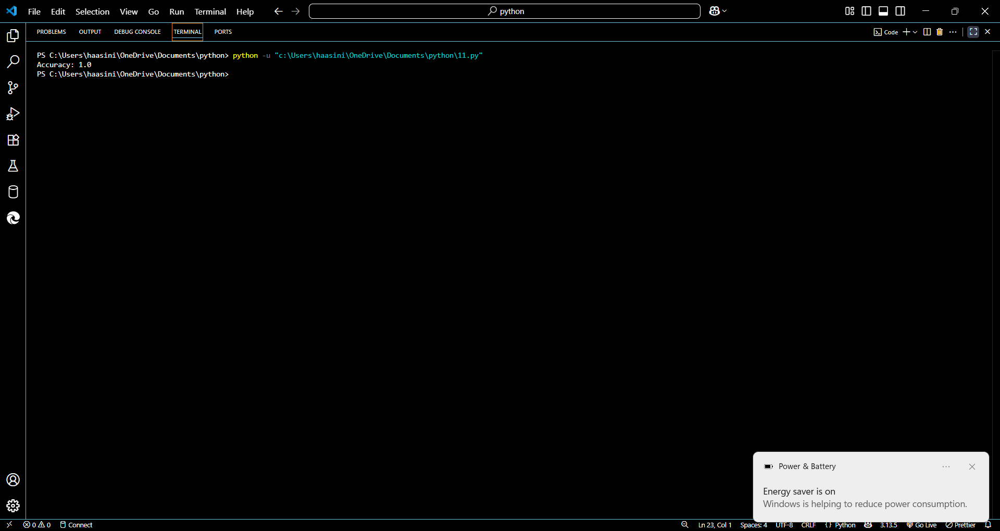 File Edit Selection View Go Run Terminal Help
python
PROBLEMS OUTPUT DEBUG CONSOLE TERMINAL PORTS
Code
PS C:\Users\haasini\OneDrive\Documents\python> python -u "c:\Users\haasini\OneDrive\Documents\python\11.py"
Accuracy: 1.0
PS C:\Users\haasini\OneDrive\Documents\python>
Power & Battery
Energy saver is on
Windows is helping to reduce power consumption.
0 0 Connect Ln 23, Col 1 Spaces: 4 UTF-8 CRLF {} Python 3.13.5 Go Live Prettier